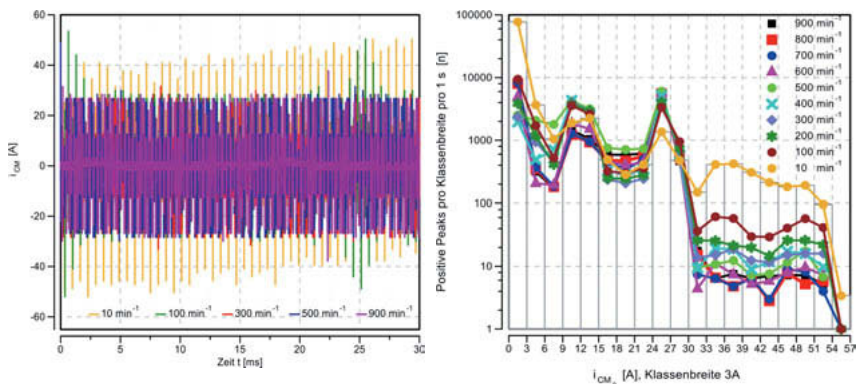 60
40
20
0
-20
-40
-60
i_CM [A]
10 min⁻¹ 100 min⁻¹ 300 min⁻¹ 500 min⁻¹ 900 min⁻¹
0 5 10 15 20 25 30
Zeit t [ms]
Positive Peaks pro Klassenbreite pro 1 s [n]
100000
10000
1000
100
10
1
900 min⁻¹
800 min⁻¹
700 min⁻¹
600 min⁻¹
500 min⁻¹
400 min⁻¹
300 min⁻¹
200 min⁻¹
100 min⁻¹
10 min⁻¹
0 3 6 9 12 15 18 21 24 27 30 33 36 39 42 45 48 51 54 57
i_CM_ [A], Klassenbreite 3A